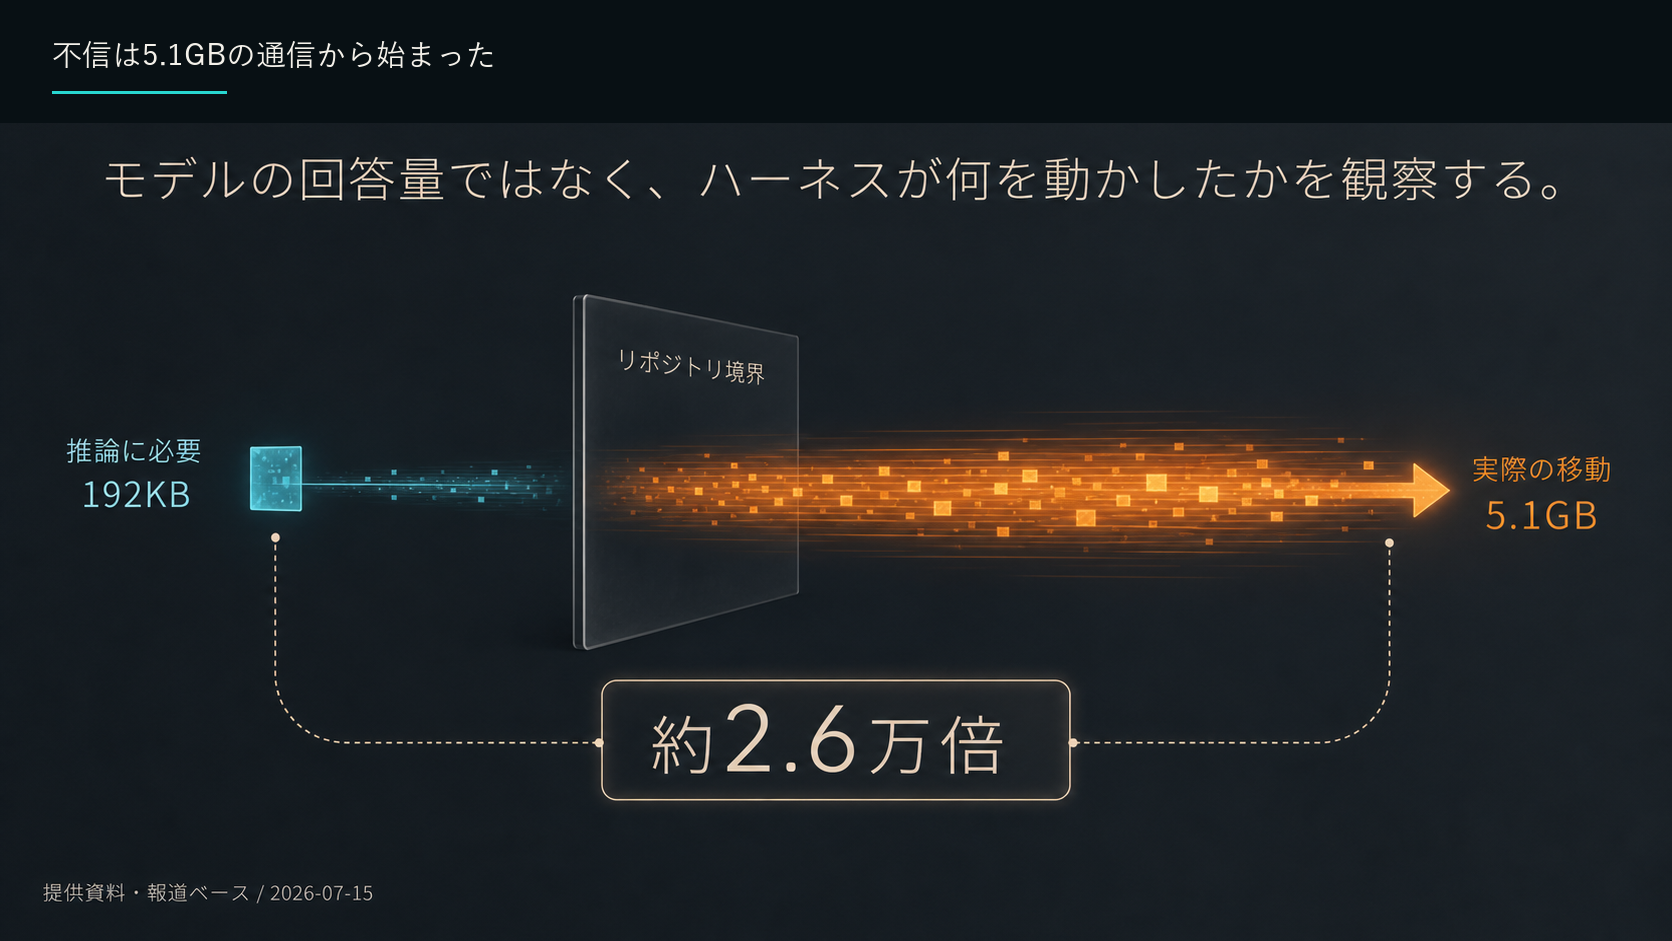 不信は5.1GBの通信から始まった
モデルの回答量ではなく、ハーネスが何を動かしたかを観察する。
リポジトリ境界
推論に必要
192KB
実際の移動
5.1GB
約2.6万倍
提供資料・報道ベース / 2026-07-15